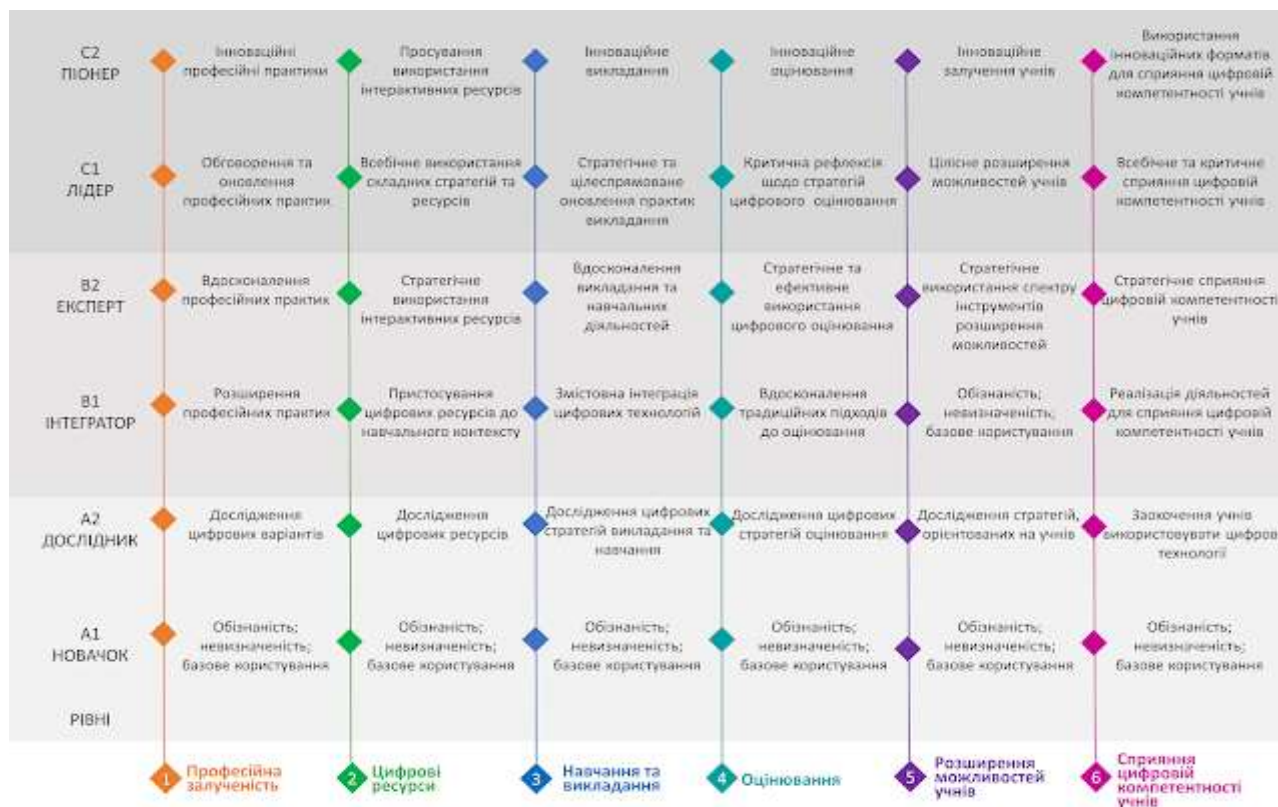 C2
ПІОНЕР
Інноваційні
професійні практики
Просування
використання
інтерактивних ресурсів
Інноваційне
викладання
Інноваційне
оцінювання
Інноваційне
залучення учнів
Використання
інноваційних форматів
для сприяння цифровій
компетентності учнів
C1
ЛІДЕР
Обговорення та
оновлення
професійних практик
Всебічне використання
складних стратегій та
ресурсів
Стратегічне та
цілеспрямоване
оновлення практик
викладання
Критична рефлексія
щодо стратегій
цифрового оцінювання
Цілісне розширення
можливостей учнів
Всебічне та критичне
сприяння цифровій
компетентності учнів
B2
ЕКСПЕРТ
Вдосконалення
професійних практик
Стратегічне
використання
інтерактивних ресурсів
Вдосконалення
викладання та
навчальних
діяльностей
Стратегічне та
ефективне
використання
цифрового оцінювання
Стратегічне
використання спектру
інструментів
розширення
можливостей
Стратегічне сприяння
цифровій компетентності
учнів
B1
ІНТЕГРАТОР
Розширення
професійних практик
Пристосування
цифрових ресурсів до
навчального контексту
Змістовна інтеграція
цифрових технологій
Вдосконалення
традиційних підходів
до оцінювання
Обізнаність;
невизначеність;
базове користування
Реалізація діяльностей
для сприяння цифровій
компетентності учнів
A2
ДОСЛІДНИК
Дослідження
цифрових варіантів
Дослідження
цифрових ресурсів
Дослідження цифрових
стратегій викладання та
навчання
Дослідження цифрових
стратегій оцінювання
Дослідження стратегій,
орієнтованих на учнів
Заохочення учнів
використовувати цифров
технології
A1
НОВАЧОК
Обізнаність;
невизначеність;
базове користування
Обізнаність;
невизначеність;
базове користування
Обізнаність;
невизначеність;
базове користування
Обізнаність;
невизначеність;
базове користування
Обізнаність;
невизначеність;
базове користування
Обізнаність;
невизначеність;
базове користування
РІВНІ
1 Професійна
залученість
2 Цифрові
ресурси
3 Навчання та
викладання
4 Оцінювання
5 Розширення
можливостей
учнів
6 Сприяння
цифровій
компетентності
учнів